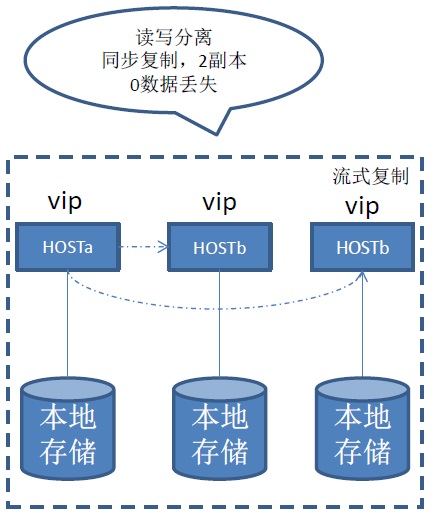 读写分离
同步复制，2副本
0数据丢失
流式复制
vip
vip
vip
HOSTa
HOSTb
HOSTb
本地
存储
本地
存储
本地
存储